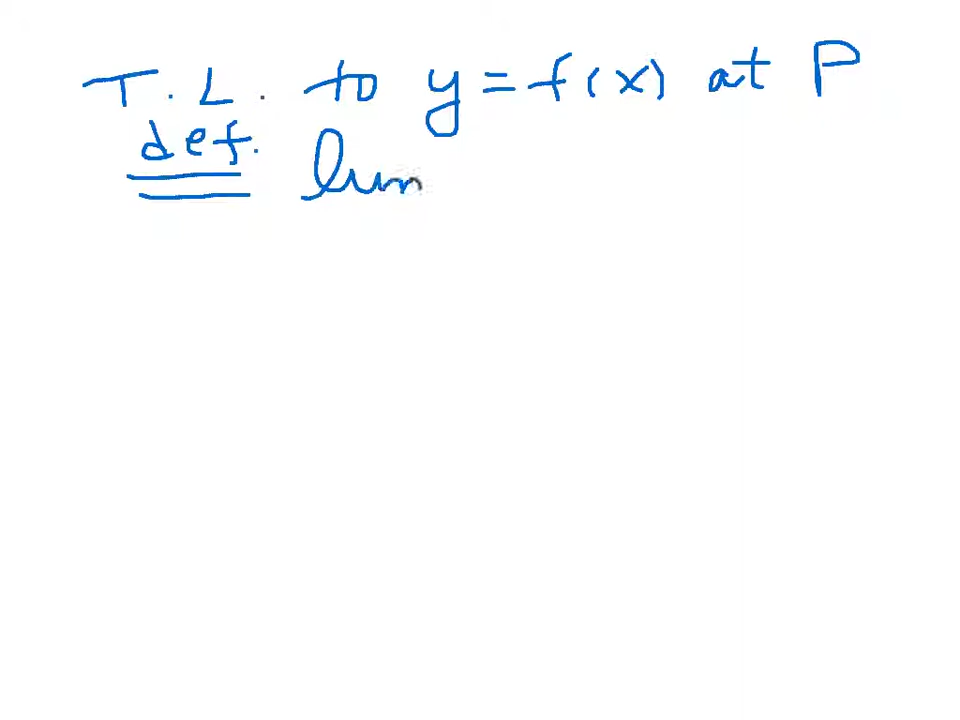 T. L. to y = f(x) at P
def. lim